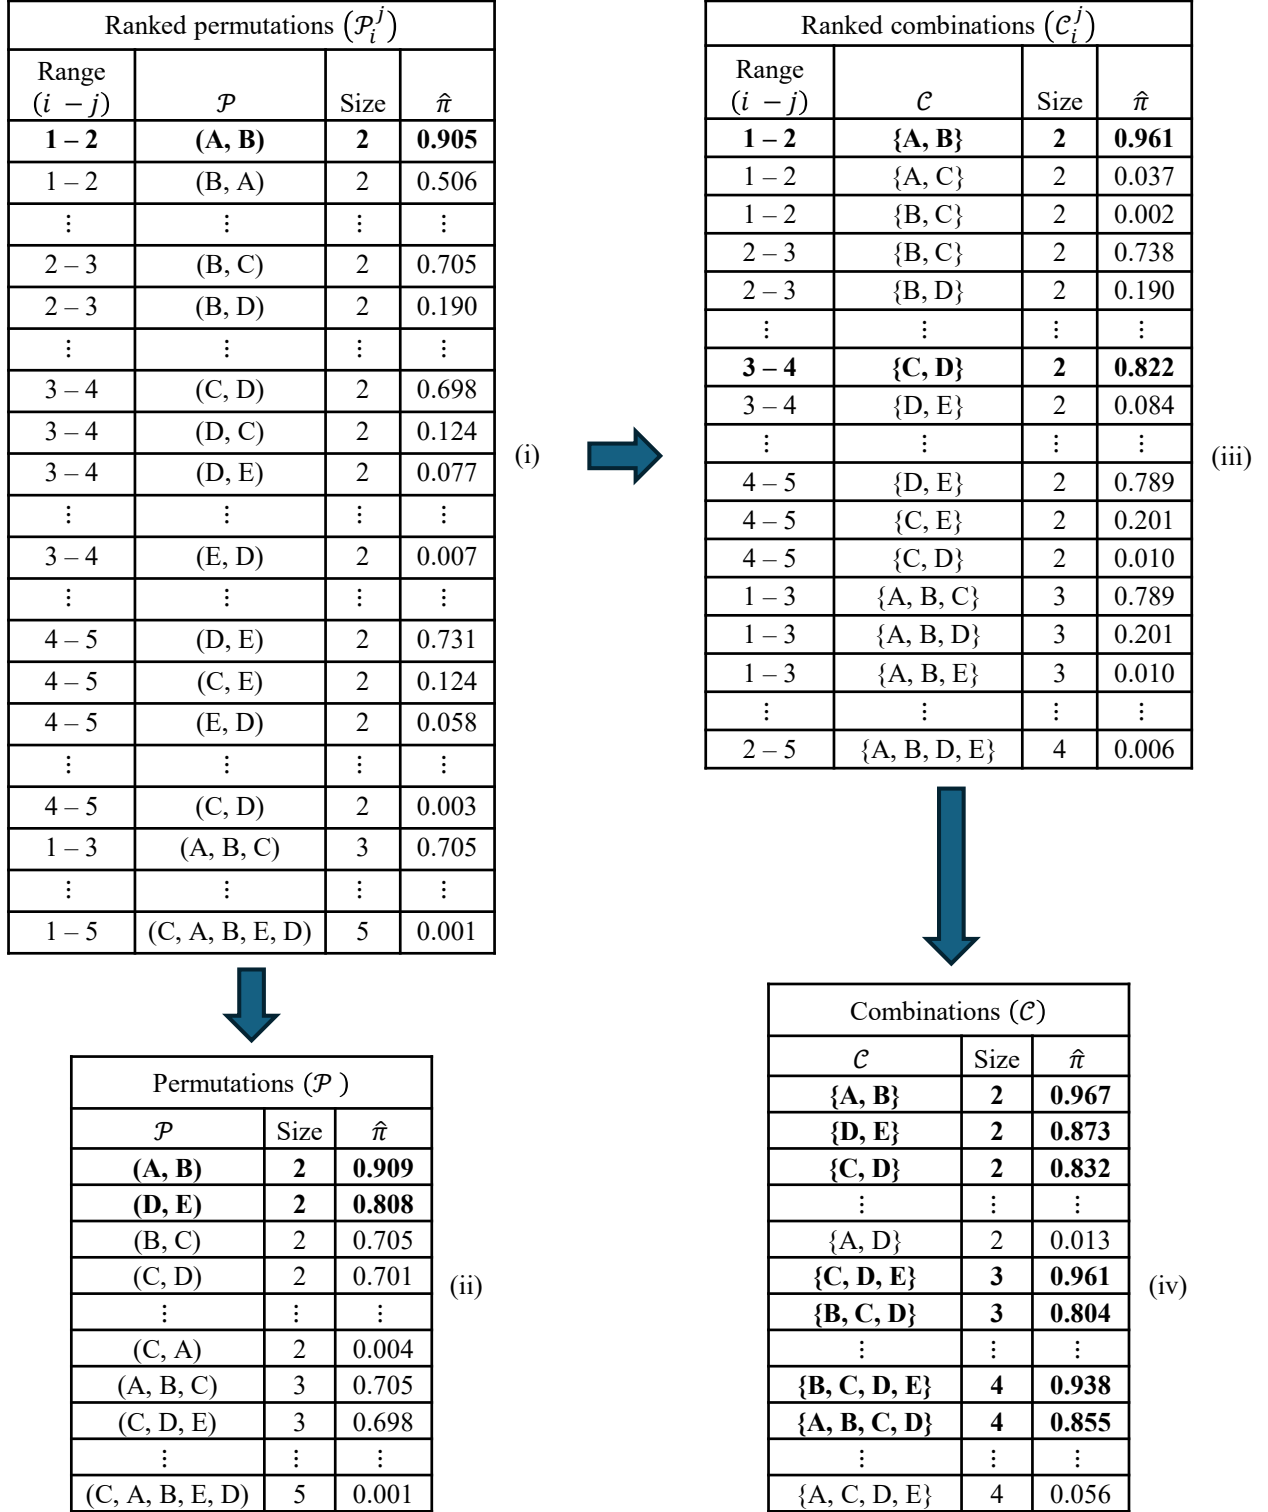 Ranked permutations (𝒫ᵢʲ)
Range (i – j) 𝒫 Size π̂
1 – 2 (A, B) 2 0.905
1 – 2 (B, A) 2 0.506
⋮ ⋮ ⋮ ⋮
2 – 3 (B, C) 2 0.705
2 – 3 (B, D) 2 0.190
⋮ ⋮ ⋮ ⋮
3 – 4 (C, D) 2 0.698
3 – 4 (D, C) 2 0.124
3 – 4 (D, E) 2 0.077
⋮ ⋮ ⋮ ⋮
3 – 4 (E, D) 2 0.007
⋮ ⋮ ⋮ ⋮
4 – 5 (D, E) 2 0.731
4 – 5 (C, E) 2 0.124
4 – 5 (E, D) 2 0.058
⋮ ⋮ ⋮ ⋮
4 – 5 (C, D) 2 0.003
1 – 3 (A, B, C) 3 0.705
⋮ ⋮ ⋮ ⋮
1 – 5 (C, A, B, E, D) 5 0.001
(i)
Permutations (𝒫 )
𝒫 Size π̂
(A, B) 2 0.909
(D, E) 2 0.808
(B, C) 2 0.705
(C, D) 2 0.701
⋮ ⋮ ⋮
(C, A) 2 0.004
(A, B, C) 3 0.705
(C, D, E) 3 0.698
⋮ ⋮ ⋮
(C, A, B, E, D) 5 0.001
(ii)
Ranked combinations (𝒞ᵢʲ)
Range (i – j) 𝒞 Size π̂
1 – 2 {A, B} 2 0.961
1 – 2 {A, C} 2 0.037
1 – 2 {B, C} 2 0.002
2 – 3 {B, C} 2 0.738
2 – 3 {B, D} 2 0.190
⋮ ⋮ ⋮ ⋮
3 – 4 {C, D} 2 0.822
3 – 4 {D, E} 2 0.084
⋮ ⋮ ⋮ ⋮
4 – 5 {D, E} 2 0.789
4 – 5 {C, E} 2 0.201
4 – 5 {C, D} 2 0.010
1 – 3 {A, B, C} 3 0.789
1 – 3 {A, B, D} 3 0.201
1 – 3 {A, B, E} 3 0.010
⋮ ⋮ ⋮ ⋮
2 – 5 {A, B, D, E} 4 0.006
(iii)
Combinations (𝒞)
𝒞 Size π̂
{A, B} 2 0.967
{D, E} 2 0.873
{C, D} 2 0.832
⋮ ⋮ ⋮
{A, D} 2 0.013
{C, D, E} 3 0.961
{B, C, D} 3 0.804
⋮ ⋮ ⋮
{B, C, D, E} 4 0.938
{A, B, C, D} 4 0.855
⋮ ⋮ ⋮
{A, C, D, E} 4 0.056
(iv)